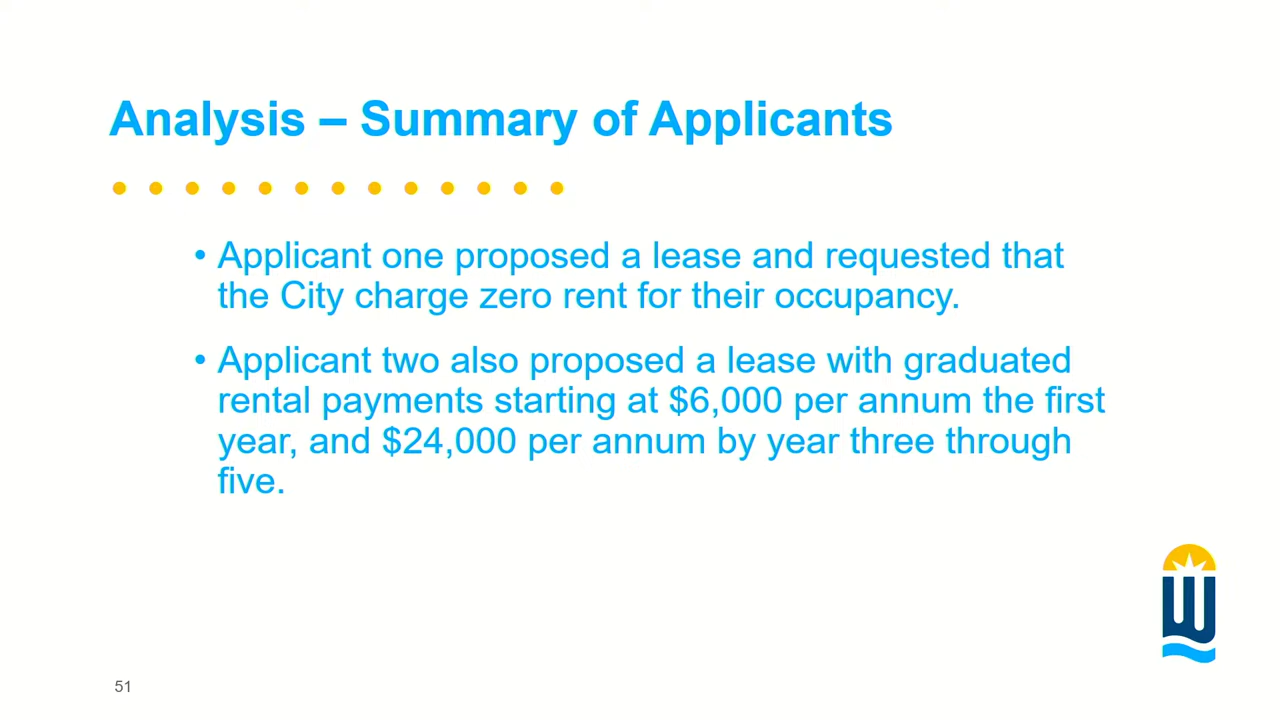 Analysis – Summary of Applicants
• Applicant one proposed a lease and requested that
the City charge zero rent for their occupancy.
• Applicant two also proposed a lease with graduated
rental payments starting at $6,000 per annum the first
year, and $24,000 per annum by year three through
five.
W
51